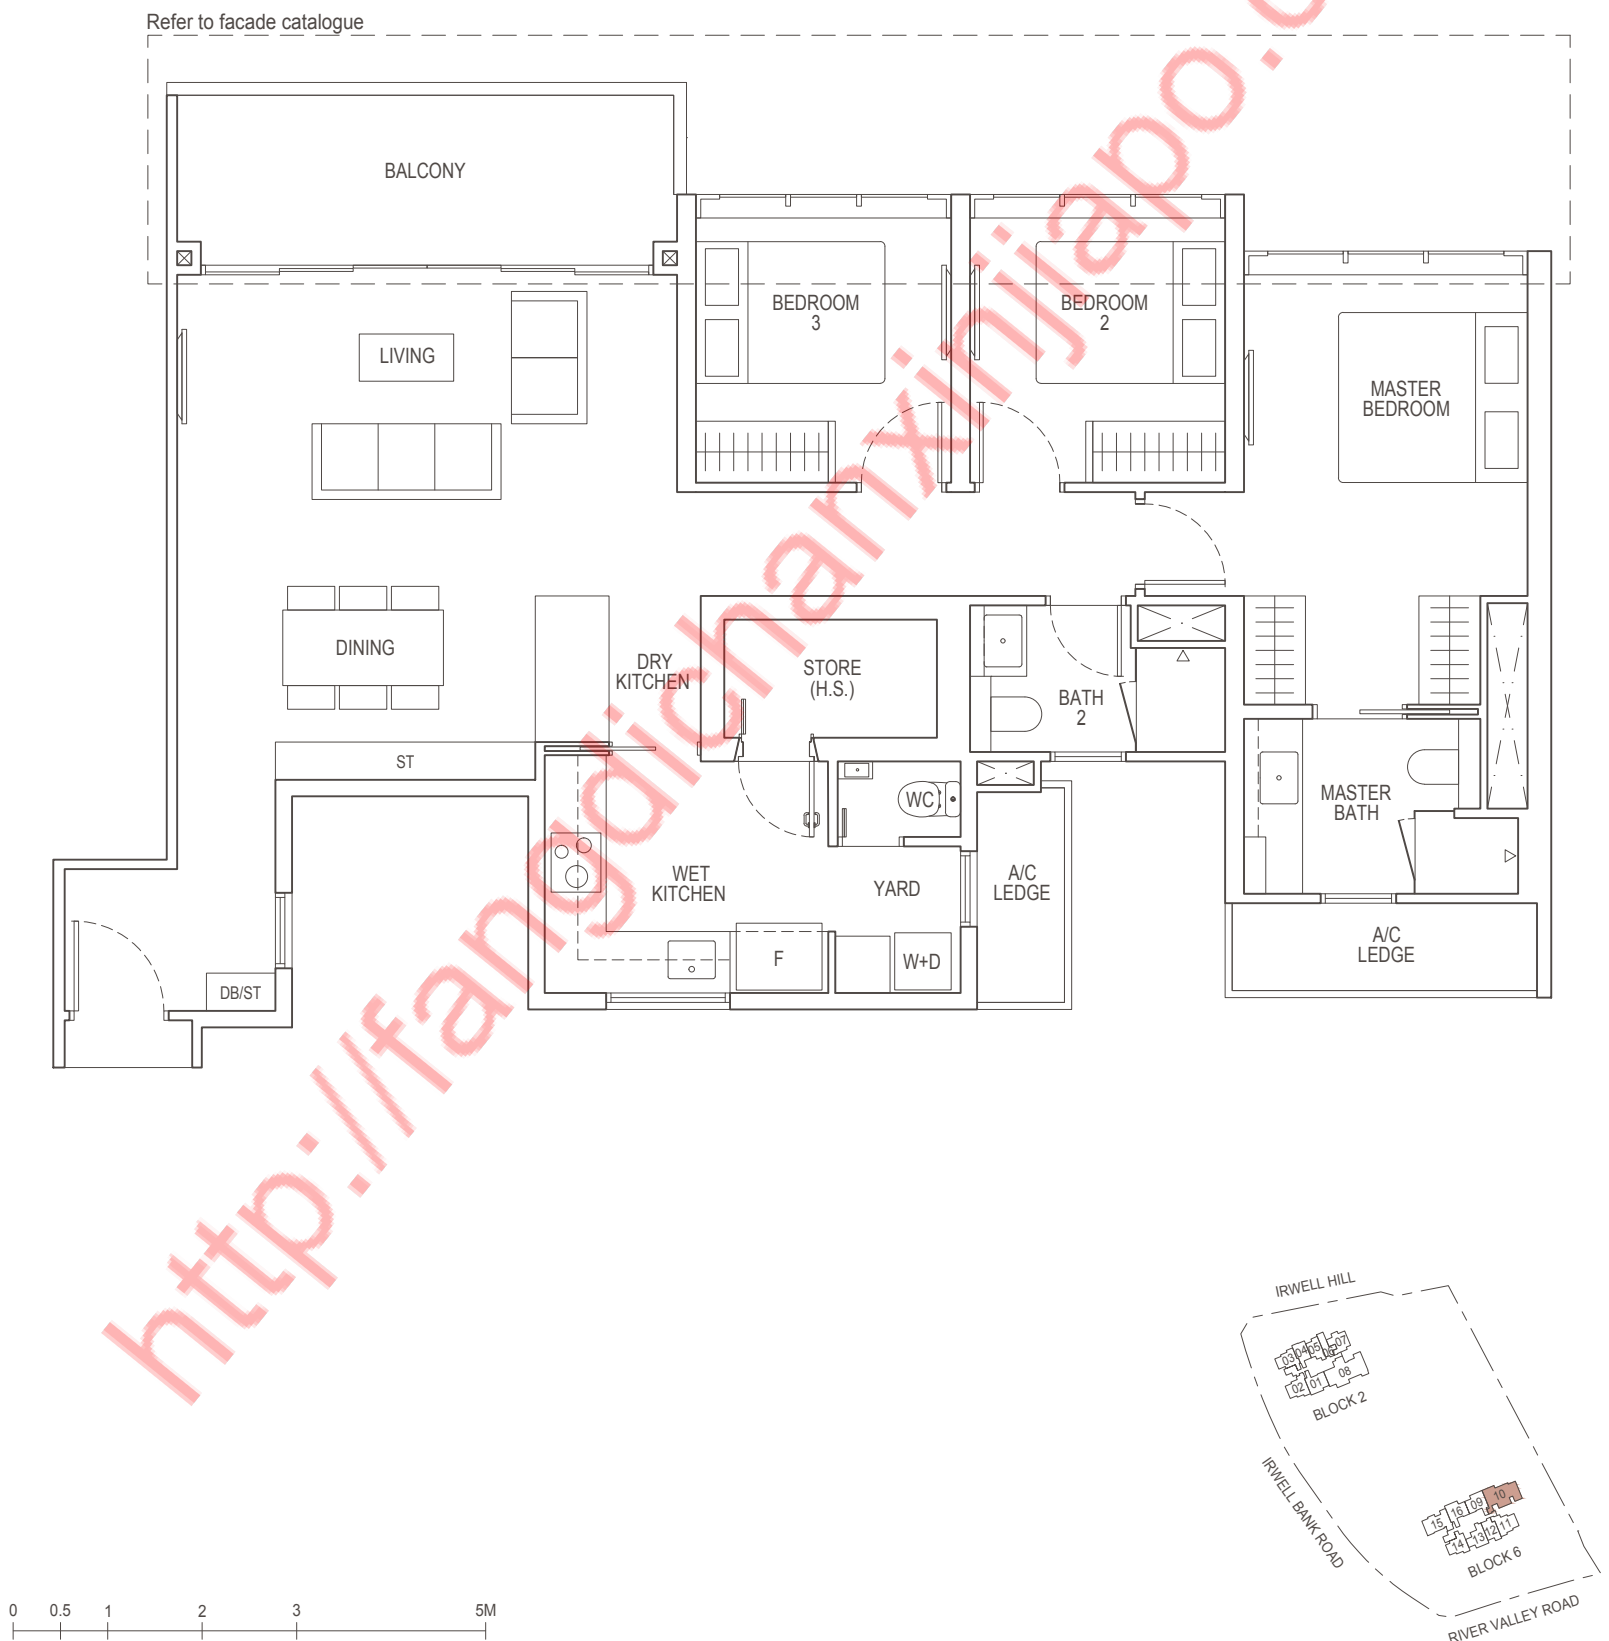 Refer to facade catalogue
BALCONY
BEDROOM
3
BEDROOM
2
LIVING
MASTER
BEDROOM
DINING
DRY
KITCHEN
STORE
(H.S.)
BATH
2
ST
WC
MASTER
BATH
WET
KITCHEN
YARD
A/C
LEDGE
A/C
LEDGE
F
W+D
DB/ST
IRWELL HILL
03
04
05
06
07
02
01
08
BLOCK 2
IRWELL BANK ROAD
15
16
09
10
14
13
12
11
BLOCK 6
RIVER VALLEY ROAD
0 0.5 1 2 3 5M